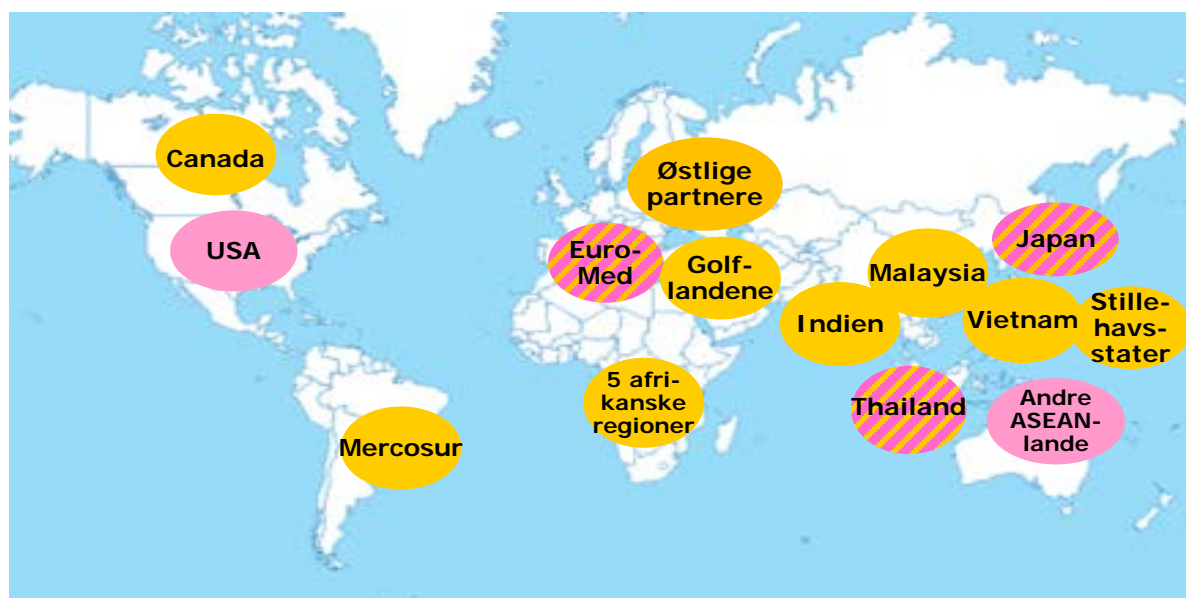 Canada
USA
Mercosur
Østlige
partnere
Euro-
Med
Golf-
landene
5 afri-
kanske
regioner
Japan
Malaysia
Indien
Vietnam
Stille-
havs-
stater
Thailand
Andre
ASEAN-
lande